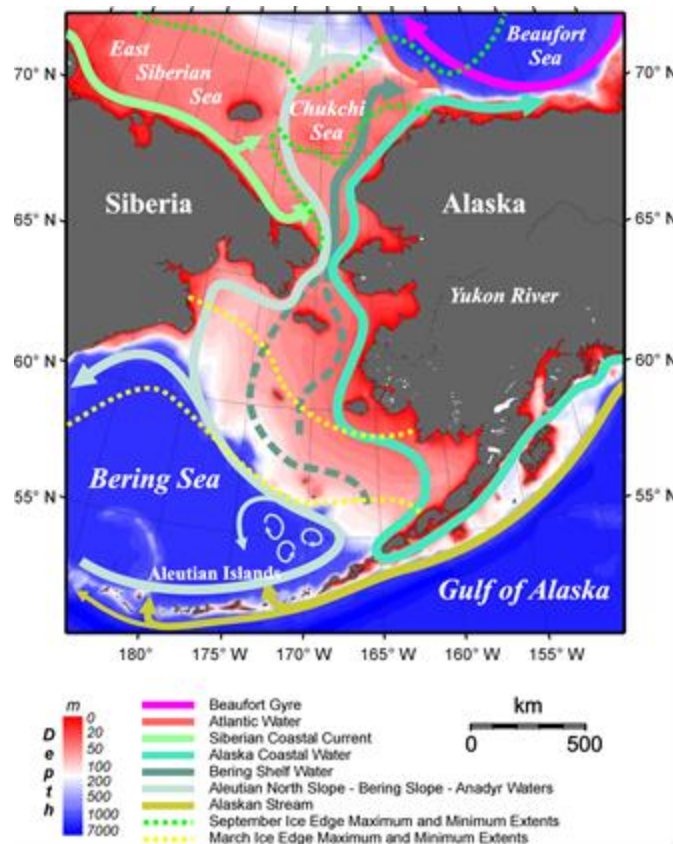 East
Siberian
Sea
Beaufort
Sea
Chukchi
Sea
70° N
70° N
Siberia
Alaska
65° N
65° N
Yukon River
60° N
60° N
Bering Sea
55° N
55° N
Aleutian Islands
Gulf of Alaska
180°
175° W
170° W
165° W
160° W
155° W
m
Depth
0
20
50
100
200
500
1000
7000
Beaufort Gyre
Atlantic Water
Siberian Coastal Current
Alaska Coastal Water
Bering Shelf Water
Aleutian North Slope - Bering Slope - Anadyr Waters
Alaskan Stream
September Ice Edge Maximum and Minimum Extents
March Ice Edge Maximum and Minimum Extents
km
0
500